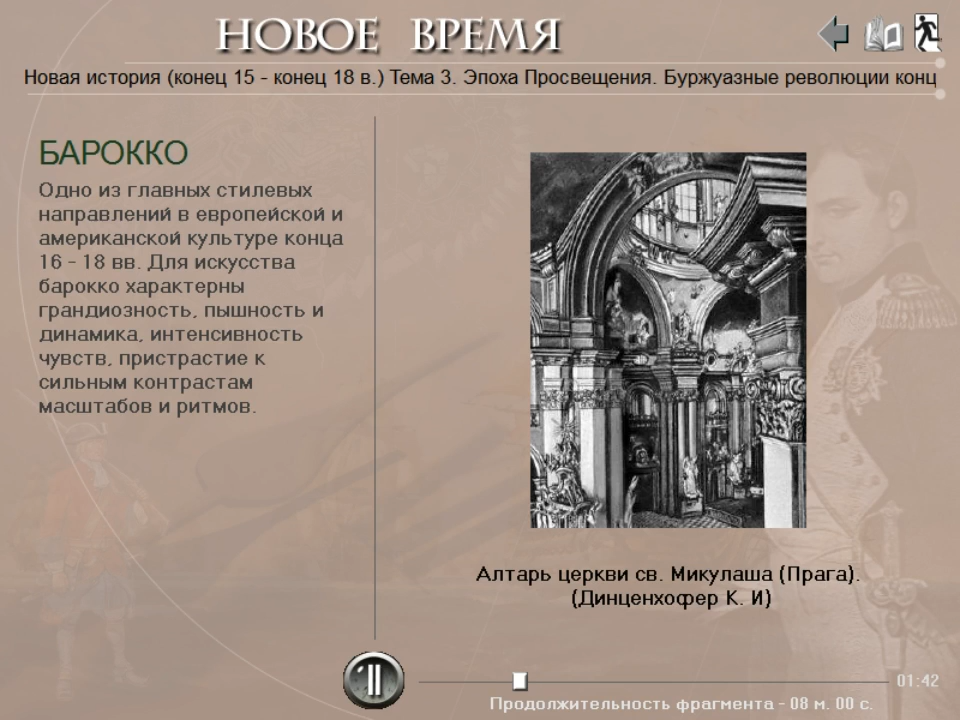 НОВОЕ ВРЕМЯ
Новая история (конец 15 - конец 18 в.) Тема 3. Эпоха Просвещения. Буржуазные революции конц
БАРОККО
Одно из главных стилевых
направлений в европейской и
американской культуре конца
16 - 18 вв. Для искусства
барокко характерны
грандиозность, пышность и
динамика, интенсивность
чувств, пристрастие к
сильным контрастам
масштабов и ритмов.
Алтарь церкви св. Микулаша (Прага).
(Динценхофер К. И)
01:42
Продолжительность фрагмента - 08 м. 00 с.